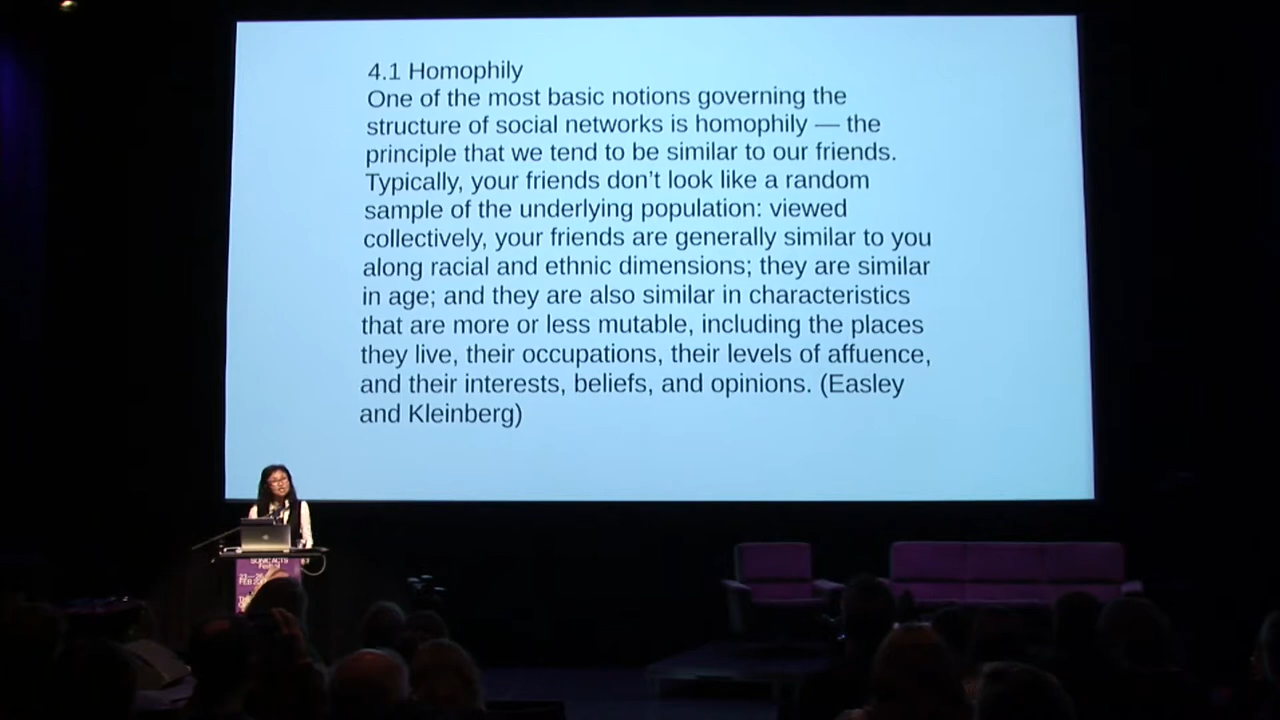 4.1 Homophily
One of the most basic notions governing the
structure of social networks is homophily — the
principle that we tend to be similar to our friends.
Typically, your friends don’t look like a random
sample of the underlying population: viewed
collectively, your friends are generally similar to you
along racial and ethnic dimensions; they are similar
in age; and they are also similar in characteristics
that are more or less mutable, including the places
they live, their occupations, their levels of affuence,
and their interests, beliefs, and opinions. (Easley
and Kleinberg)
SONIC ACTS
Festival
FEB